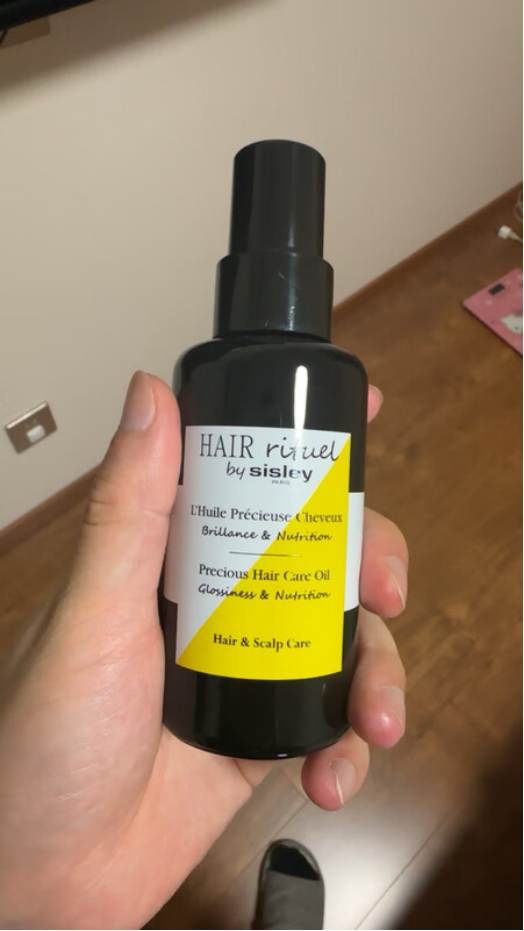 HAIR rituel
by sisley
PARIS
L'Huile Précieuse Cheveux
Brillance & Nutrition
Precious Hair Care Oil
Glossiness & Nutrition
Hair & Scalp Care